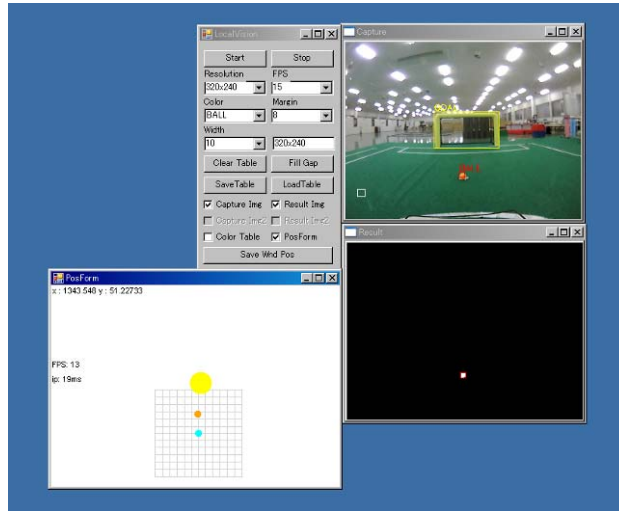 LocalVision
Start
Stop
Resolution
FPS
320x240
15
Color
Margin
BALL
8
Width
10
320x240
Clear Table
Fill Gap
SaveTable
LoadTable
Capture Img
Result Img
Capture Img2
Result Img2
Color Table
PosForm
Save Wnd Pos
Capture
GOAL
BALL
Result
PosForm
x : 1343.548 y : 51.22733
FPS: 13
ip: 19ms